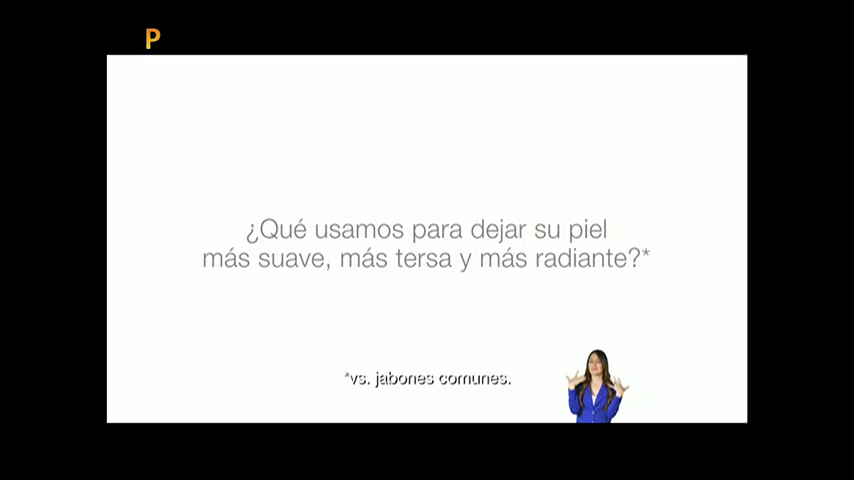 P
¿Qué usamos para dejar su piel
más suave, más tersa y más radiante?*
*vs. jabones comunes.